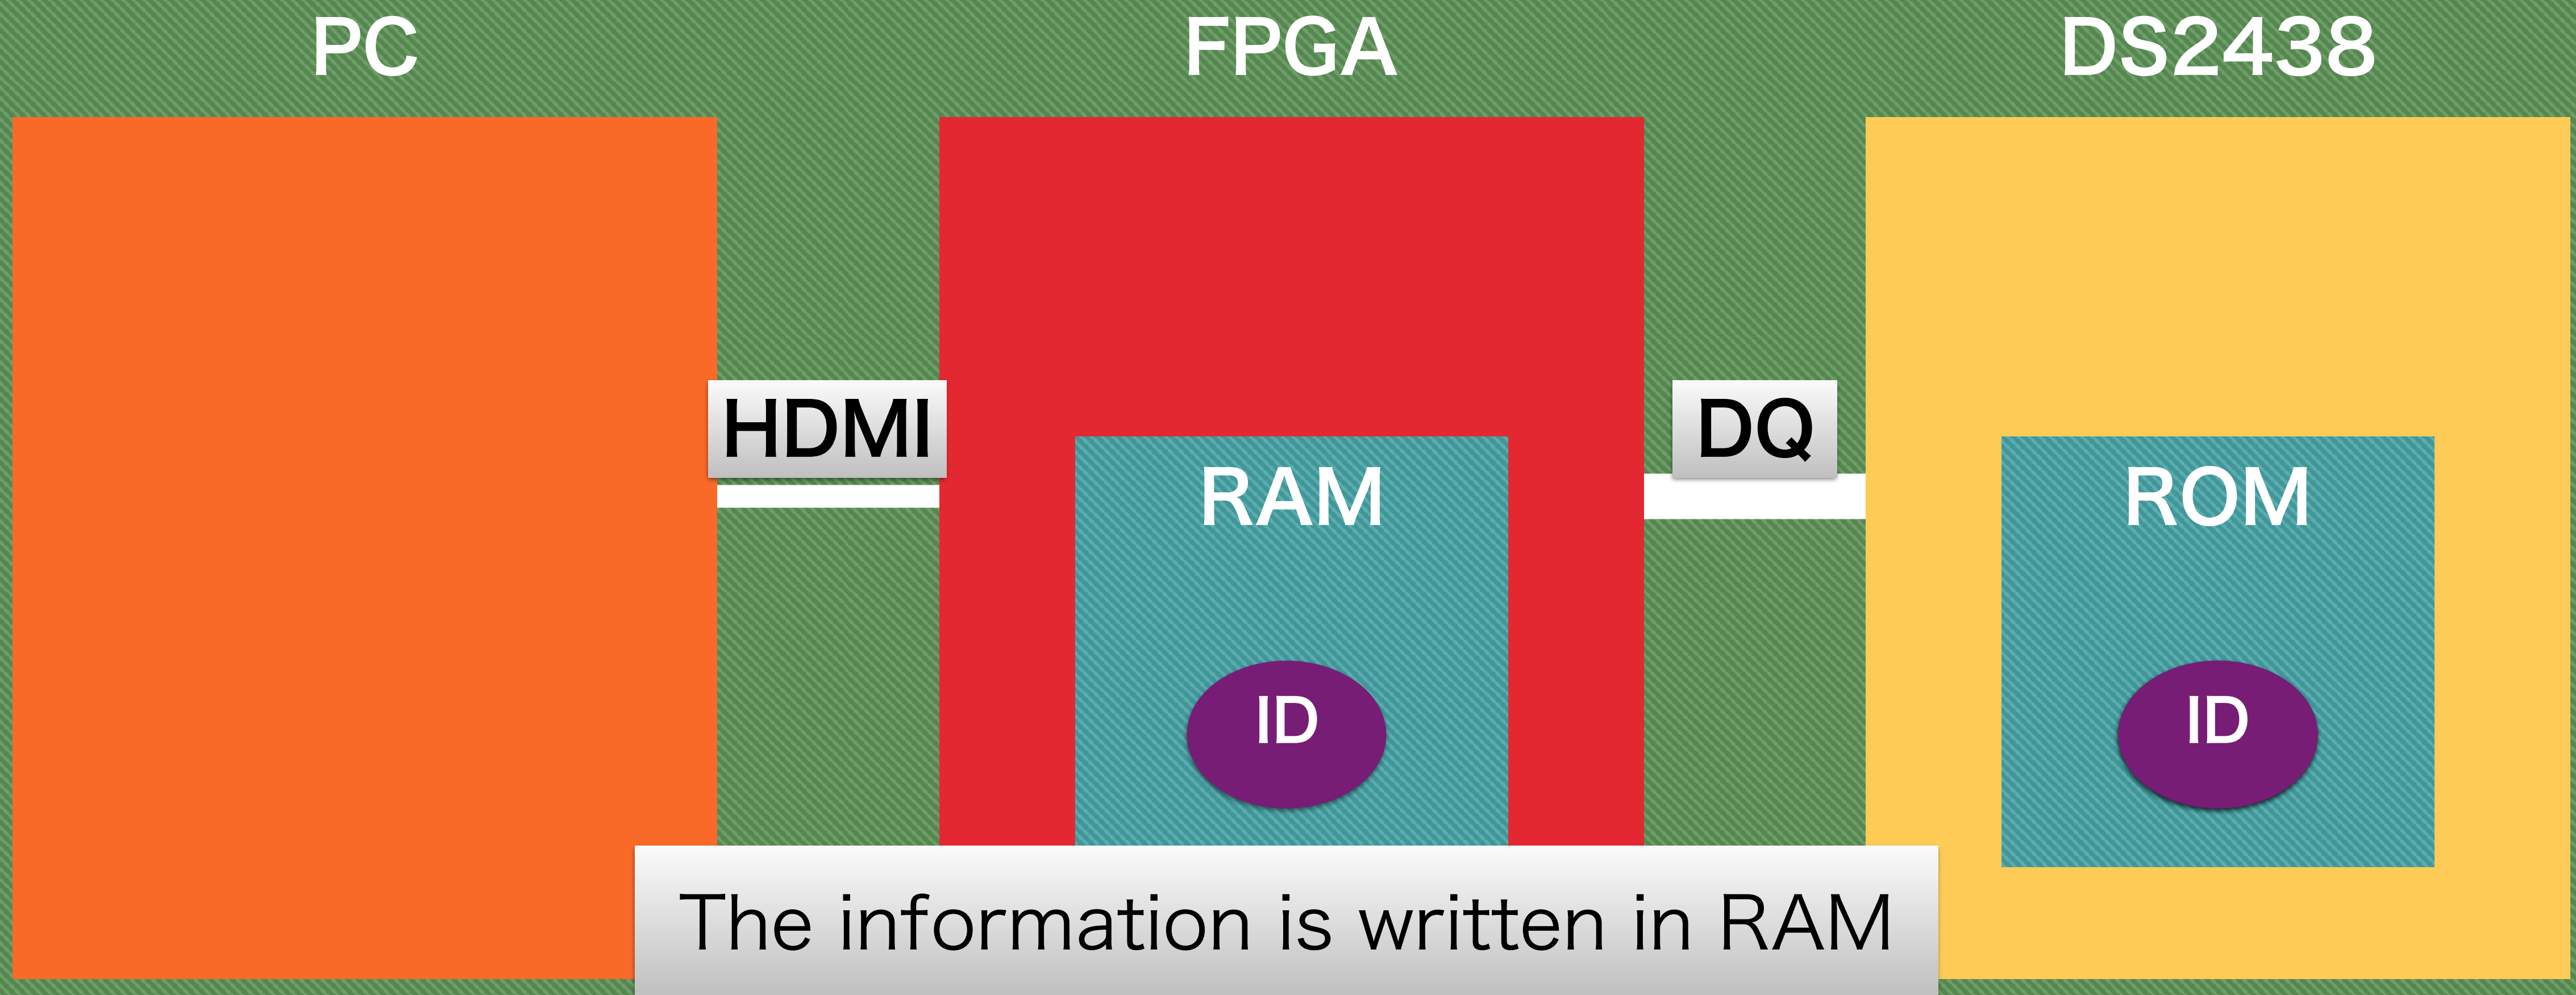 PC
FPGA
DS2438
HDMI
DQ
RAM
ROM
ID
ID
The information is written in RAM